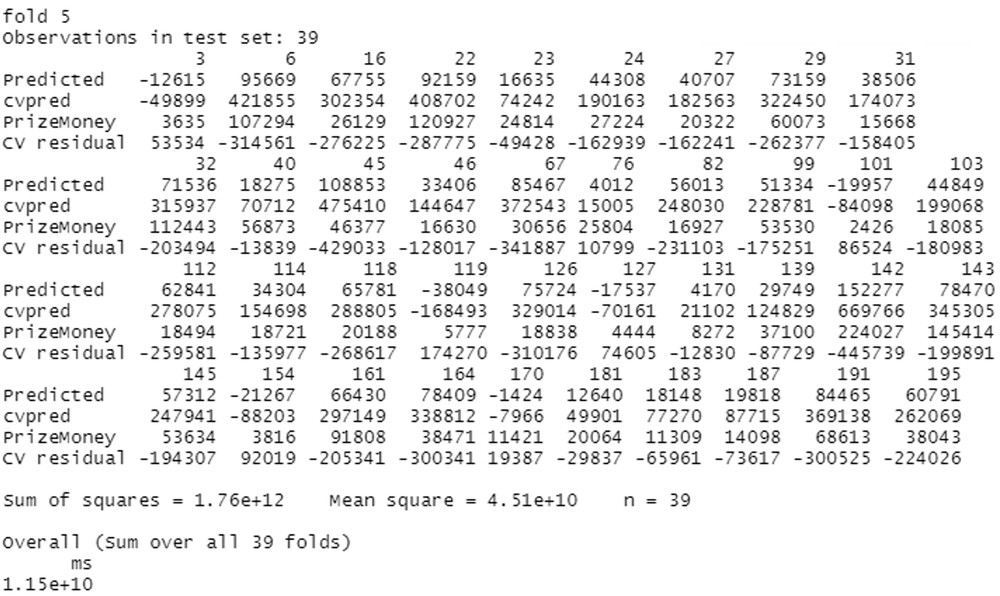 fold 5
Observations in test set: 39
3 6 16 22 23 24 27 29 31
Predicted -12615 95669 67755 92159 16635 44308 40707 73159 38506
cvpred -49899 421855 302354 408702 74242 190163 182563 322450 174073
PrizeMoney 3635 107294 26129 120927 24814 27224 20322 60073 15668
CV residual 53534 -314561 -276225 -287775 -49428 -162939 -162241 -262377 -158405
32 40 45 46 67 76 82 99 101 103
Predicted 71536 18275 108853 33406 85467 4012 56013 51334 -19957 44849
cvpred 315937 70712 475410 144647 372543 15005 248030 228781 -84098 199068
PrizeMoney 112443 56873 46377 16630 30656 25804 16927 53530 2426 18085
CV residual -203494 -13839 -429033 -128017 -341887 10799 -231103 -175251 86524 -180983
112 114 118 119 126 127 131 139 142 143
Predicted 62841 34304 65781 -38049 75724 -17537 4170 29749 152277 78470
cvpred 278075 154698 288805 -168493 329014 -70161 21102 124829 669766 345305
PrizeMoney 18494 18721 20188 5777 18838 4444 8272 37100 224027 145414
CV residual -259581 -135977 -268617 174270 -310176 74605 -12830 -87729 -445739 -199891
145 154 161 164 170 181 183 187 191 195
Predicted 57312 -21267 66430 78409 -1424 12640 18148 19818 84465 60791
cvpred 247941 -88203 297149 338812 -7966 49901 77270 87715 369138 262069
PrizeMoney 53634 3816 91808 38471 11421 20064 11309 14098 68613 38043
CV residual -194307 92019 -205341 -300341 19387 -29837 -65961 -73617 -300525 -224026
Sum of squares = 1.76e+12 Mean square = 4.51e+10 n = 39
Overall (Sum over all 39 folds)
ms
1.15e+10